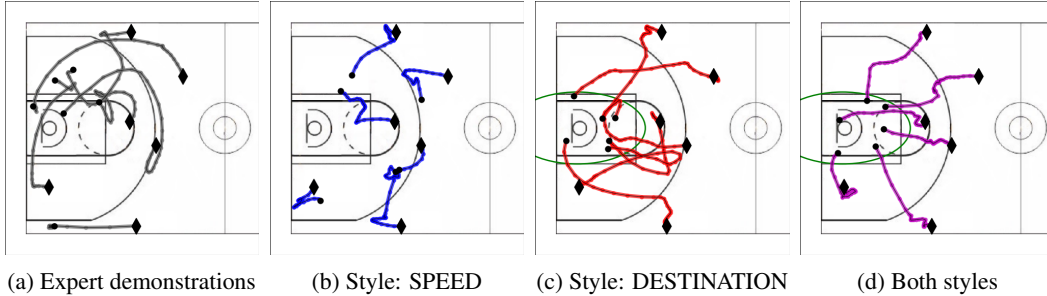 (a) Expert demonstrations
(b) Style: SPEED
(c) Style: DESTINATION
(d) Both styles